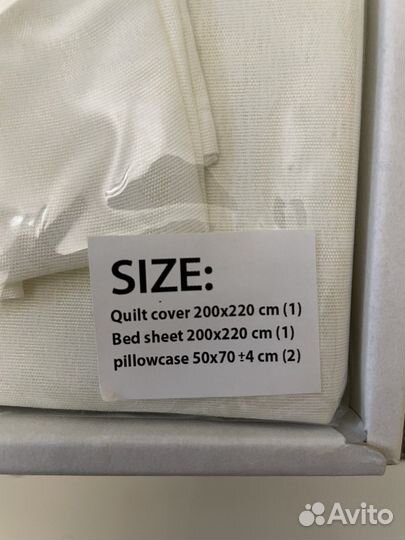 SIZE:
Quilt cover 200x220 cm (1)
Bed sheet 200x220 cm (1)
pillowcase 50x70 ±4 cm (2)
Avito